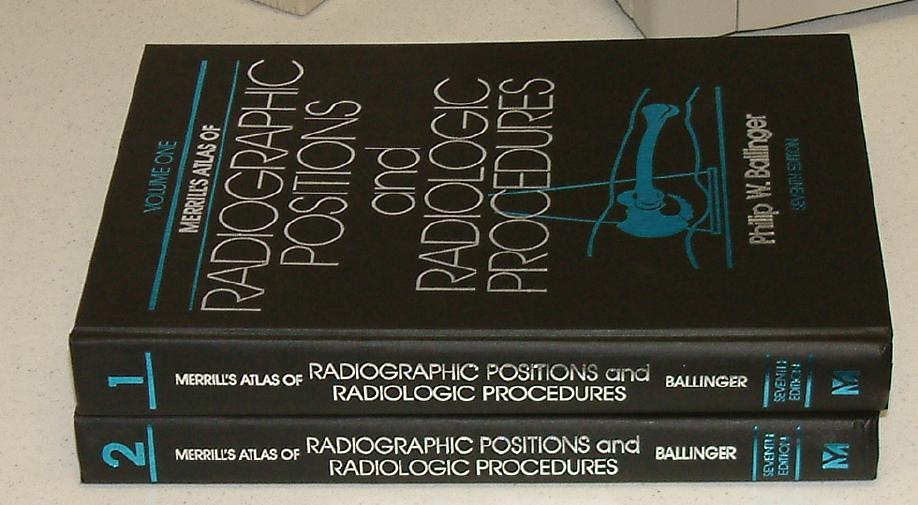 VOLUME ONE
MERRILL'S ATLAS OF
RADIOGRAPHIC
POSITIONS
and
RADIOLOGIC
PROCEDURES
Philip W. Ballinger
SEVENTH EDITION
1
MERRILL'S ATLAS OF
RADIOGRAPHIC POSITIONS and
RADIOLOGIC PROCEDURES
BALLINGER
SEVENTH
EDITION
M
2
MERRILL'S ATLAS OF
RADIOGRAPHIC POSITIONS and
RADIOLOGIC PROCEDURES
BALLINGER
SEVENTH
EDITION
M